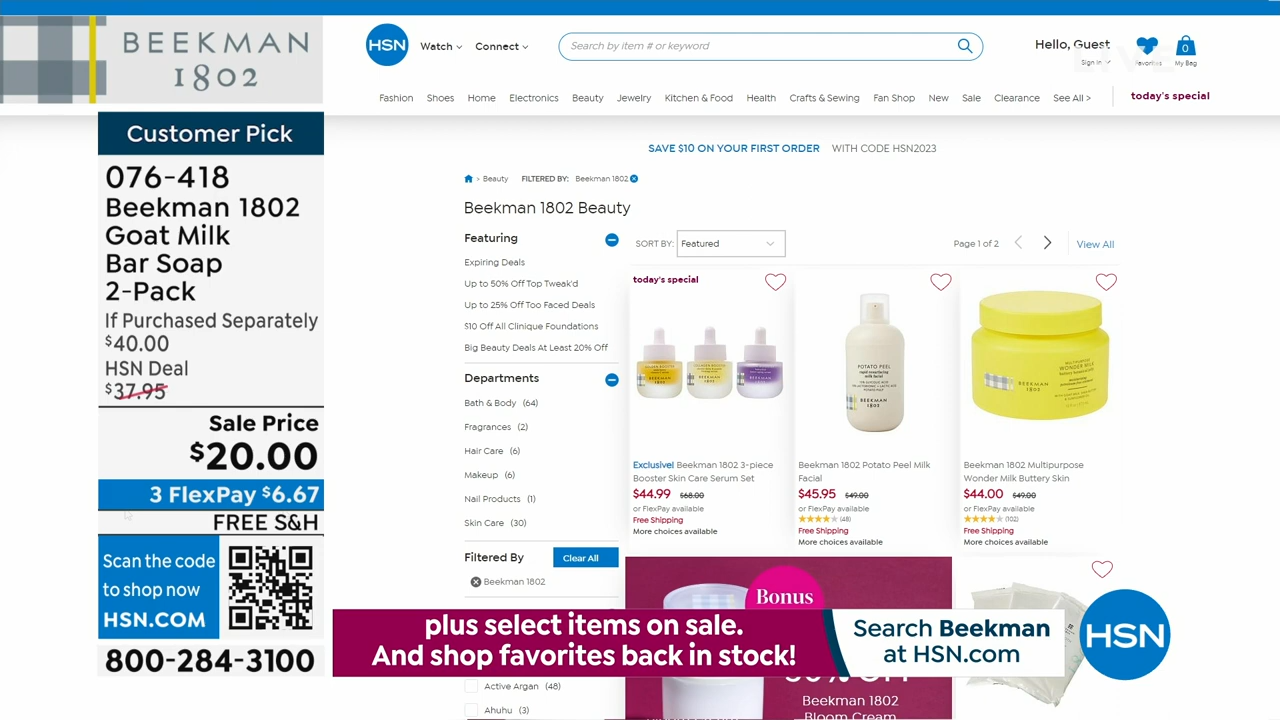 BEEKMAN
1802
Customer Pick
076-418
Beekman 1802
Goat Milk
Bar Soap
2-Pack
If Purchased Separately
$40.00
HSN Deal
$37.95
Sale Price
$20.00
3 FlexPay $6.67
FREE S&H
Scan the code
to shop now
HSN.COM
800-284-3100
HSN
Watch
Connect
Search by item # or keyword
Hello, Guest
Sign In
Favorites
0
My Bag
Fashion Shoes Home Electronics Beauty Jewelry Kitchen & Food Health Crafts & Sewing Fan Shop New Sale Clearance See All > today's special
SAVE $10 ON YOUR FIRST ORDER WITH CODE HSN2023
> Beauty FILTERED BY: Beekman 1802
Beekman 1802 Beauty
Featuring
Expiring Deals
Up to 50% Off Top Tweak'd
Up to 25% Off Too Faced Deals
$10 Off All Clinique Foundations
Big Beauty Deals At Least 20% Off
Departments
Bath & Body (64)
Fragrances (2)
Hair Care (6)
Makeup (6)
Nail Products (1)
Skin Care (30)
Filtered By
Clear All
Beekman 1802
Active Argan (48)
Ahuhu (3)
SORT BY: Featured
Page 1 of 2
View All
today's special
Exclusive! Beekman 1802 3-piece
Booster Skin Care Serum Set
$44.99 $68.00
or FlexPay available
Free Shipping
More choices available
POTATO PEEL
rapid resurfacing
milk facial
BEEKMAN
1802
Beekman 1802 Potato Peel Milk
Facial
$45.95 $49.00
or FlexPay available
(48)
Free Shipping
More choices available
WONDER MILK
BEEKMAN
1802
Beekman 1802 Multipurpose
Wonder Milk Buttery Skin
$44.00 $49.00
or FlexPay available
(102)
Free Shipping
More choices available
Bonus
Beekman 1802
Bloom Cream
plus select items on sale.
And shop favorites back in stock!
Search Beekman
at HSN.com
HSN